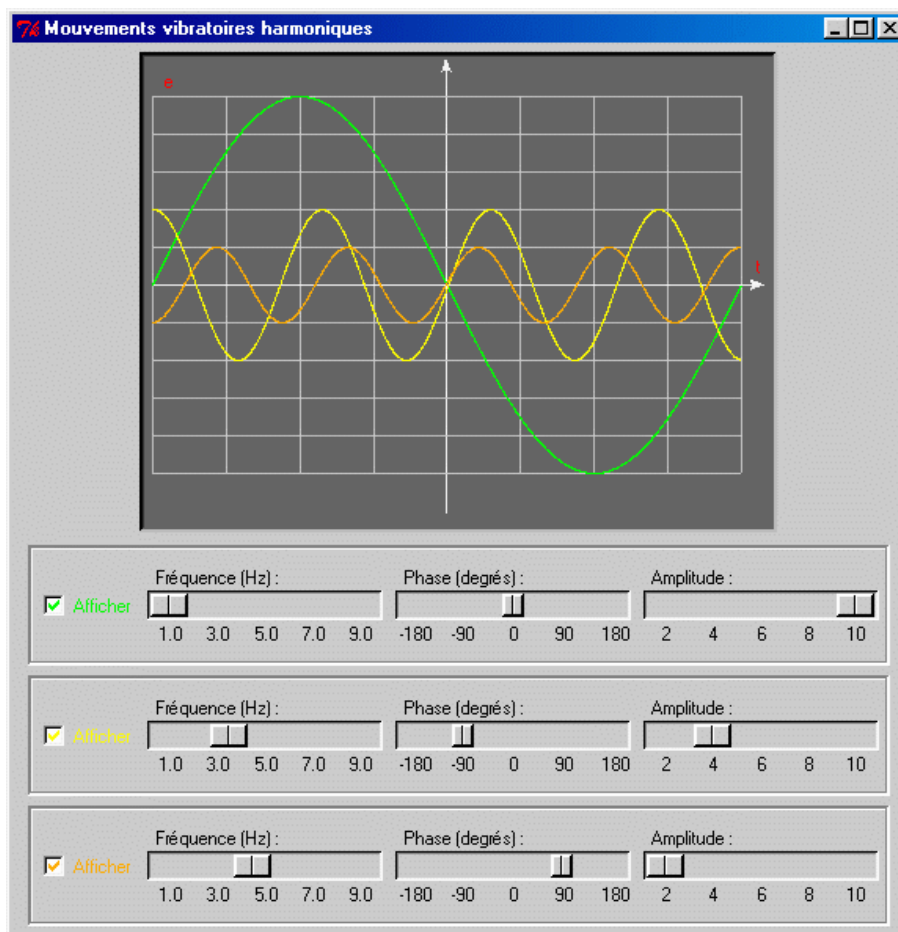 Mouvements vibratoires harmoniques
e
t
Fréquence (Hz) : Phase (degrés) : Amplitude :
Afficher
1.0 3.0 5.0 7.0 9.0 -180 -90 0 90 180 2 4 6 8 10
Fréquence (Hz) : Phase (degrés) : Amplitude :
Afficher
1.0 3.0 5.0 7.0 9.0 -180 -90 0 90 180 2 4 6 8 10
Fréquence (Hz) : Phase (degrés) : Amplitude :
Afficher
1.0 3.0 5.0 7.0 9.0 -180 -90 0 90 180 2 4 6 8 10